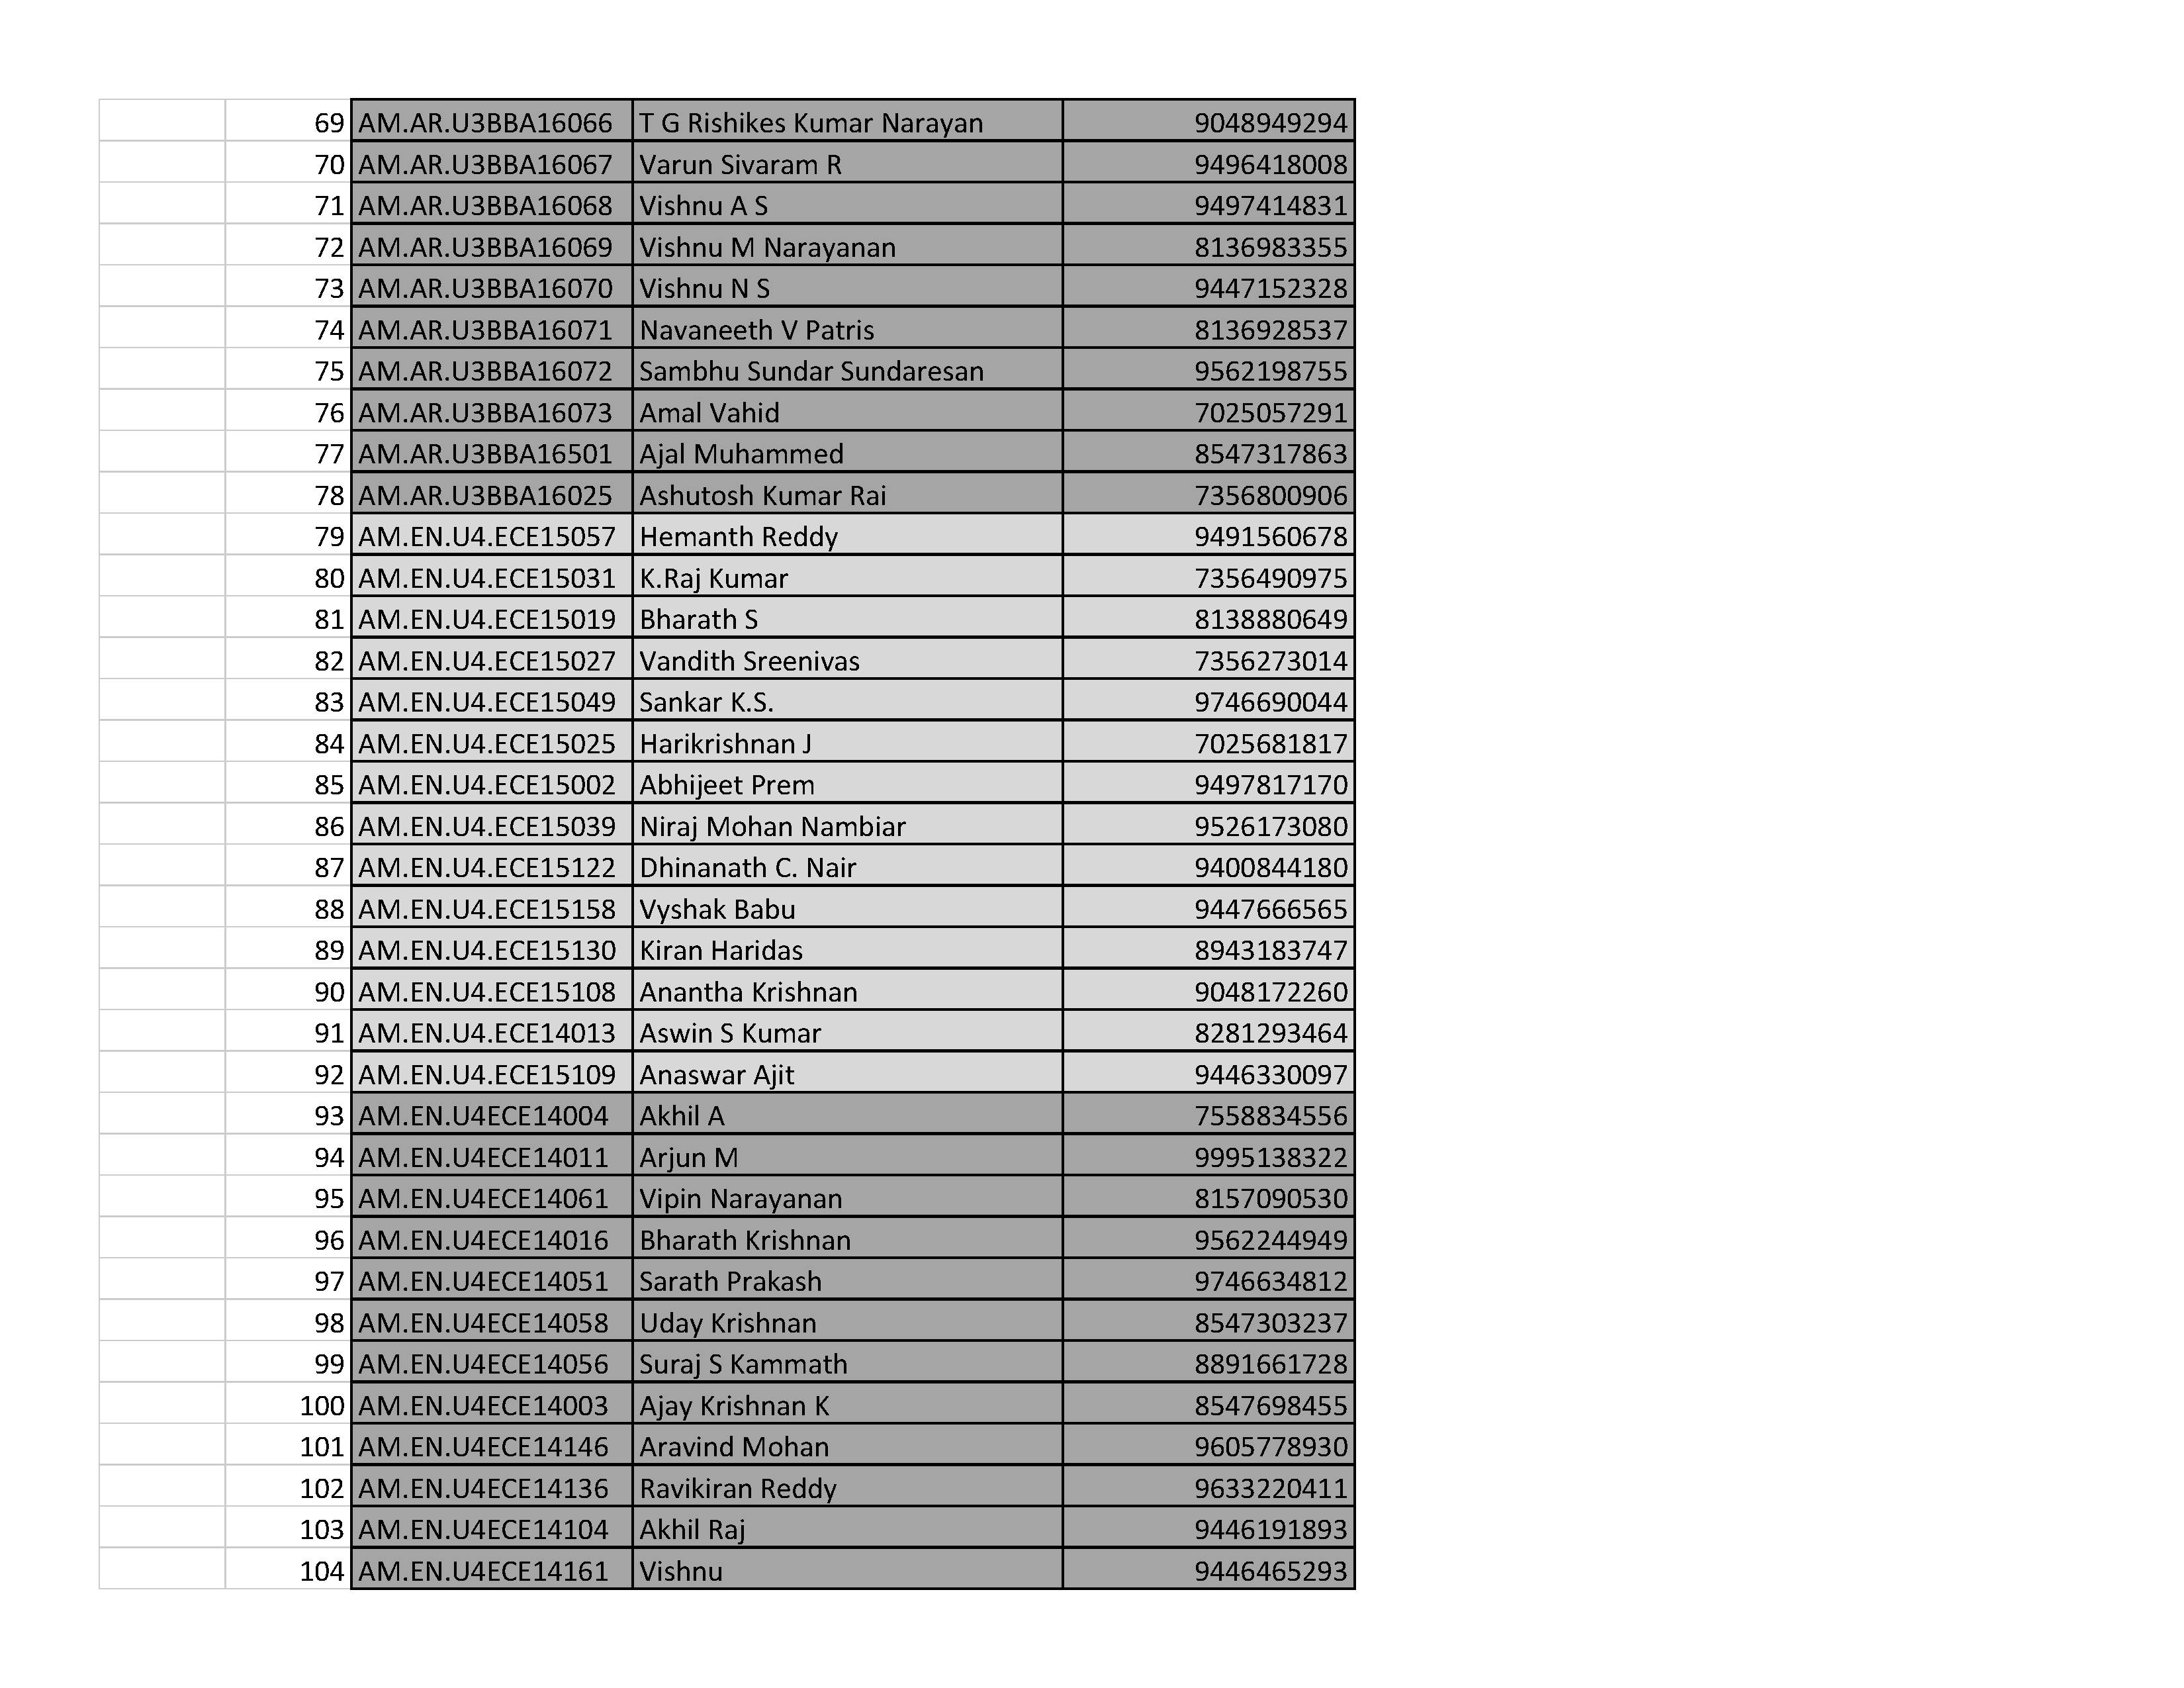 69 AM.AR.U3BBA16066 T G Rishikes Kumar Narayan 9048949294
70 AM.AR.U3BBA16067 Varun Sivaram R 9496418008
71 AM.AR.U3BBA16068 Vishnu A S 9497414831
72 AM.AR.U3BBA16069 Vishnu M Narayanan 8136983355
73 AM.AR.U3BBA16070 Vishnu N S 9447152328
74 AM.AR.U3BBA16071 Navaneeth V Patris 8136928537
75 AM.AR.U3BBA16072 Sambhu Sundar Sundaresan 9562198755
76 AM.AR.U3BBA16073 Amal Vahid 7025057291
77 AM.AR.U3BBA16501 Ajal Muhammed 8547317863
78 AM.AR.U3BBA16025 Ashutosh Kumar Rai 7356800906
79 AM.EN.U4.ECE15057 Hemanth Reddy 9491560678
80 AM.EN.U4.ECE15031 K.Raj Kumar 7356490975
81 AM.EN.U4.ECE15019 Bharath S 8138880649
82 AM.EN.U4.ECE15027 Vandith Sreenivas 7356273014
83 AM.EN.U4.ECE15049 Sankar K.S. 9746690044
84 AM.EN.U4.ECE15025 Harikrishnan J 7025681817
85 AM.EN.U4.ECE15002 Abhijeet Prem 9497817170
86 AM.EN.U4.ECE15039 Niraj Mohan Nambiar 9526173080
87 AM.EN.U4.ECE15122 Dhinanath C. Nair 9400844180
88 AM.EN.U4.ECE15158 Vyshak Babu 9447666565
89 AM.EN.U4.ECE15130 Kiran Haridas 8943183747
90 AM.EN.U4.ECE15108 Anantha Krishnan 9048172260
91 AM.EN.U4.ECE14013 Aswin S Kumar 8281293464
92 AM.EN.U4.ECE15109 Anaswar Ajit 9446330097
93 AM.EN.U4ECE14004 Akhil A 7558834556
94 AM.EN.U4ECE14011 Arjun M 9995138322
95 AM.EN.U4ECE14061 Vipin Narayanan 8157090530
96 AM.EN.U4ECE14016 Bharath Krishnan 9562244949
97 AM.EN.U4ECE14051 Sarath Prakash 9746634812
98 AM.EN.U4ECE14058 Uday Krishnan 8547303237
99 AM.EN.U4ECE14056 Suraj S Kammath 8891661728
100 AM.EN.U4ECE14003 Ajay Krishnan K 8547698455
101 AM.EN.U4ECE14146 Aravind Mohan 9605778930
102 AM.EN.U4ECE14136 Ravikiran Reddy 9633220411
103 AM.EN.U4ECE14104 Akhil Raj 9446191893
104 AM.EN.U4ECE14161 Vishnu 9446465293